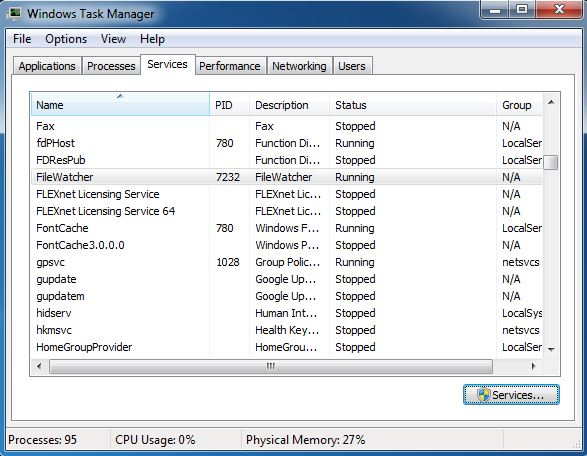 Windows Task Manager
File Options View Help
Applications Processes Services Performance Networking Users
Name PID Description Status Group
Fax Fax Stopped N/A
fdPHost 780 Function Di... Running LocalSer
FDResPub Function Di... Stopped LocalSer
FileWatcher 7232 FileWatcher Running N/A
FLEXnet Licensing Service FLEXnet Lic... Stopped N/A
FLEXnet Licensing Service 64 FLEXnet Lic... Stopped N/A
FontCache 780 Windows F... Running LocalSer
FontCache3.0.0.0 Windows P... Stopped N/A
gpsvc 1028 Group Polic... Running netsvcs
gupdate Google Up... Stopped N/A
gupdatem Google Up... Stopped N/A
hidserv Human Int... Stopped LocalSys
hkmsvc Health Key... Stopped netsvcs
HomeGroupProvider HomeGrou... Stopped LocalSer
Services...
Processes: 95 CPU Usage: 0% Physical Memory: 27%